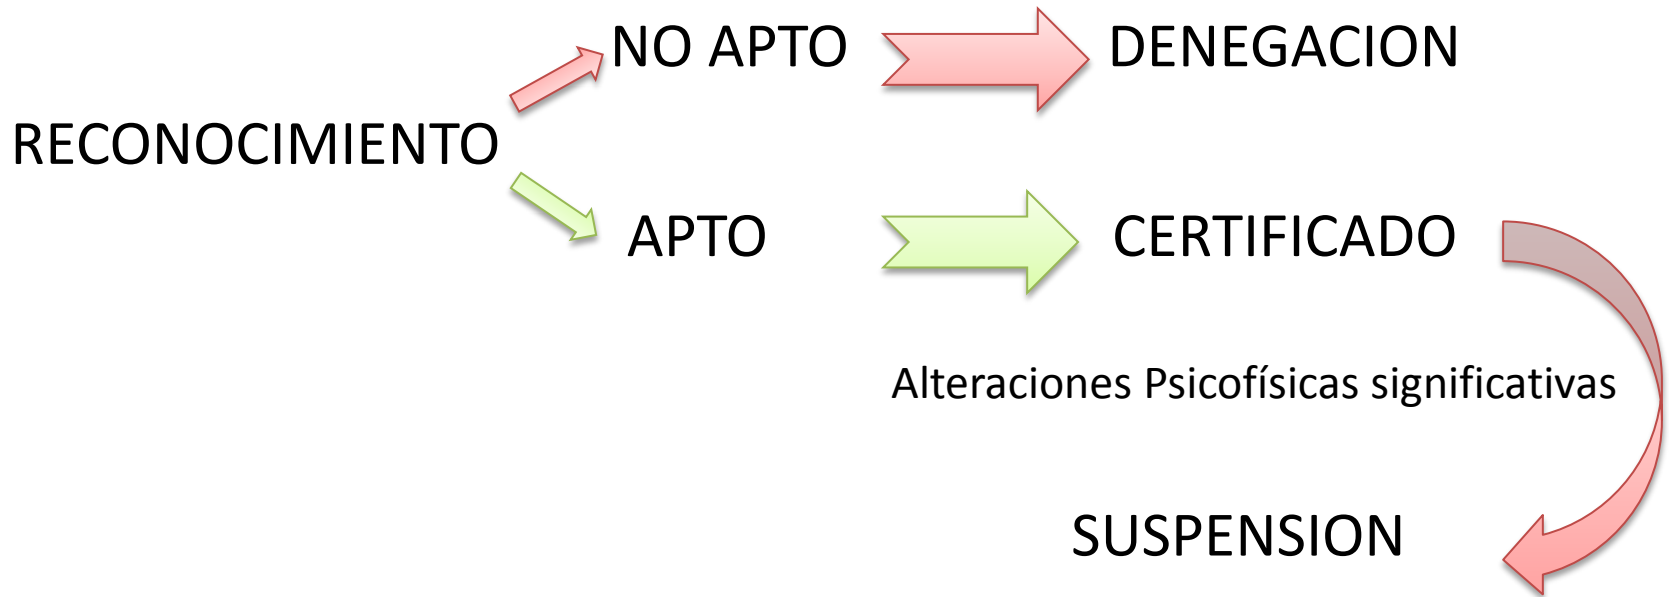 NO APTO
DENEGACION
RECONOCIMIENTO
APTO
CERTIFICADO
Alteraciones Psicofísicas significativas
SUSPENSION